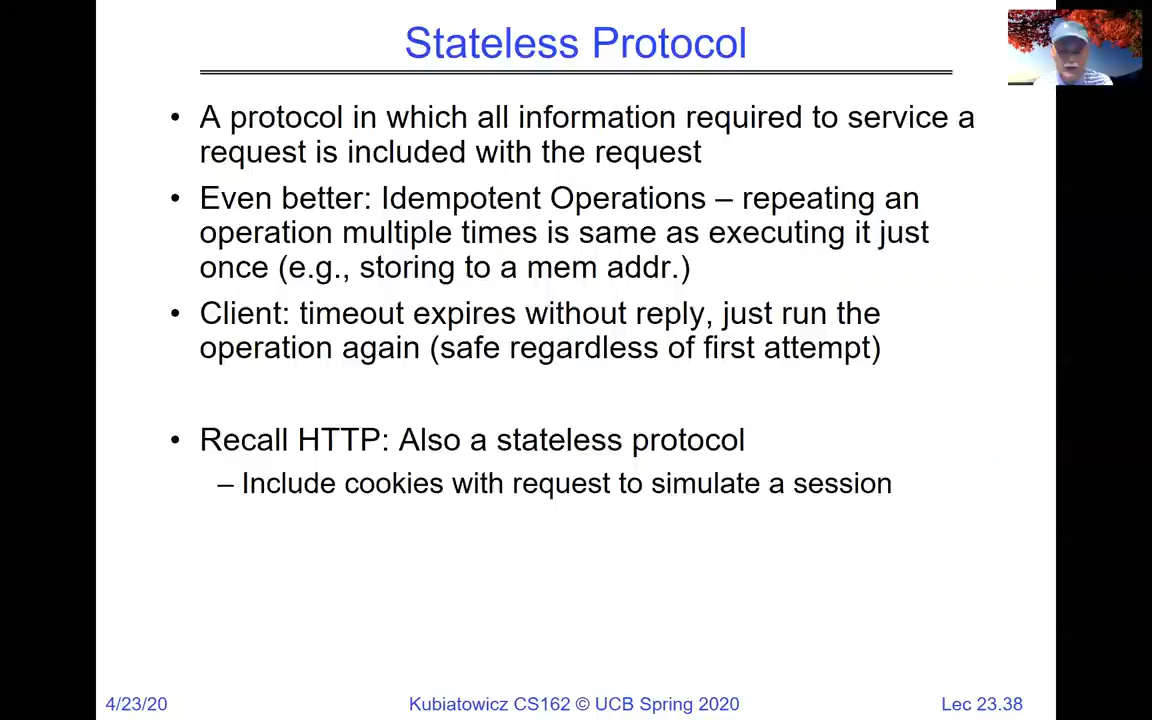 Stateless Protocol
• A protocol in which all information required to service a
request is included with the request
• Even better: Idempotent Operations – repeating an
operation multiple times is same as executing it just
once (e.g., storing to a mem addr.)
• Client: timeout expires without reply, just run the
operation again (safe regardless of first attempt)
• Recall HTTP: Also a stateless protocol
– Include cookies with request to simulate a session
4/23/20
Kubiatowicz CS162 © UCB Spring 2020
Lec 23.38